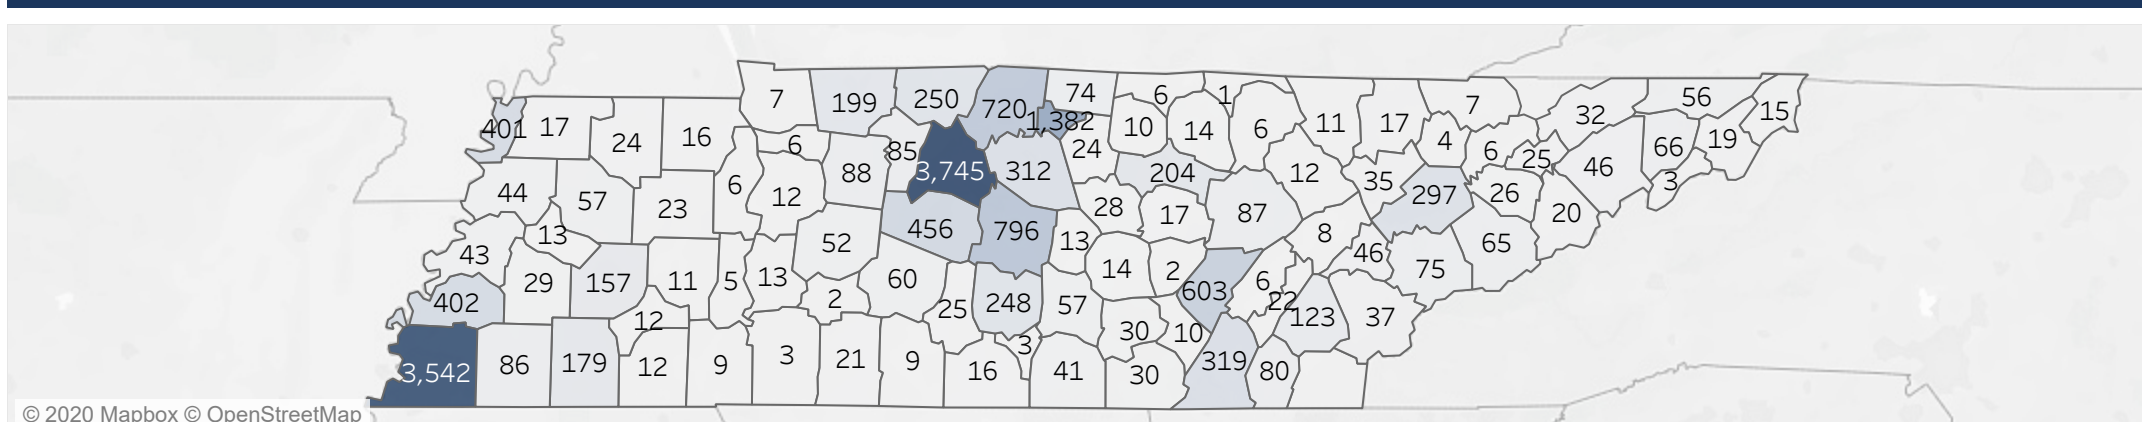 7 199 250 720 74 6 1 11 17 7 32 56 15
401 17 24 16 6 85 1,382 10 14 6 4 6 25 66 19
88 3,745 312 24 204 12 35 297 26 46 3
44 57 23 6 12 28 17 87 20
13 52 456 796 13 8 46 65
43 29 157 11 5 13 60 14 2 6 75
402 2 25 248 57 603 22 123 37
12 3 30 10
3,542 86 179 12 9 3 21 9 16 41 30 319 80
© 2020 Mapbox © OpenStreetMap